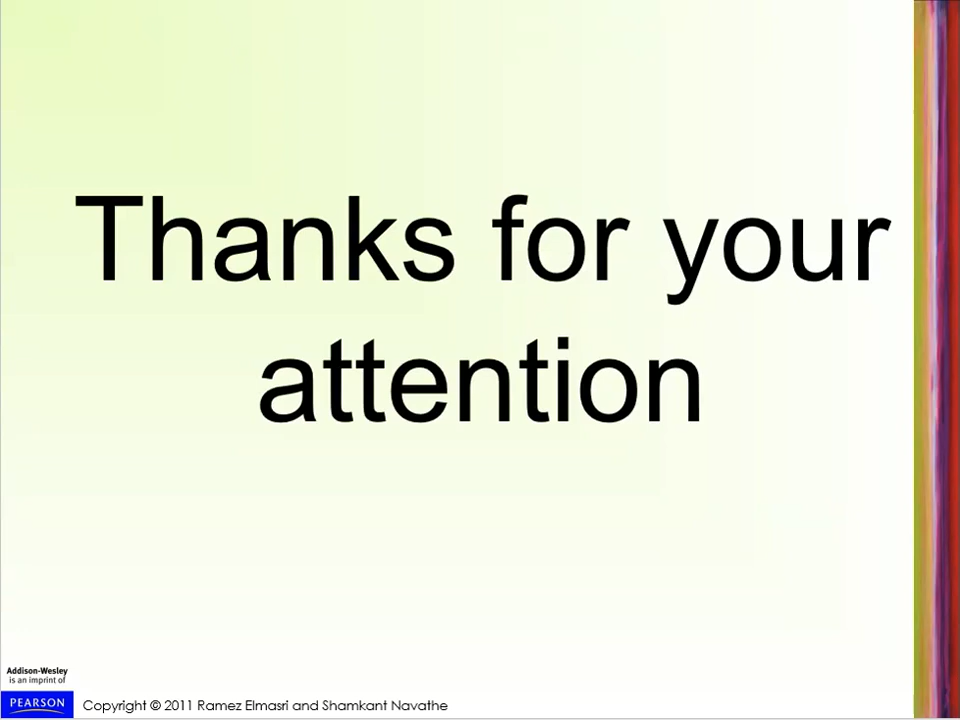 Thanks for your
attention
Addison-Wesley
is an imprint of
PEARSON
Copyright © 2011 Ramez Elmasri and Shamkant Navathe